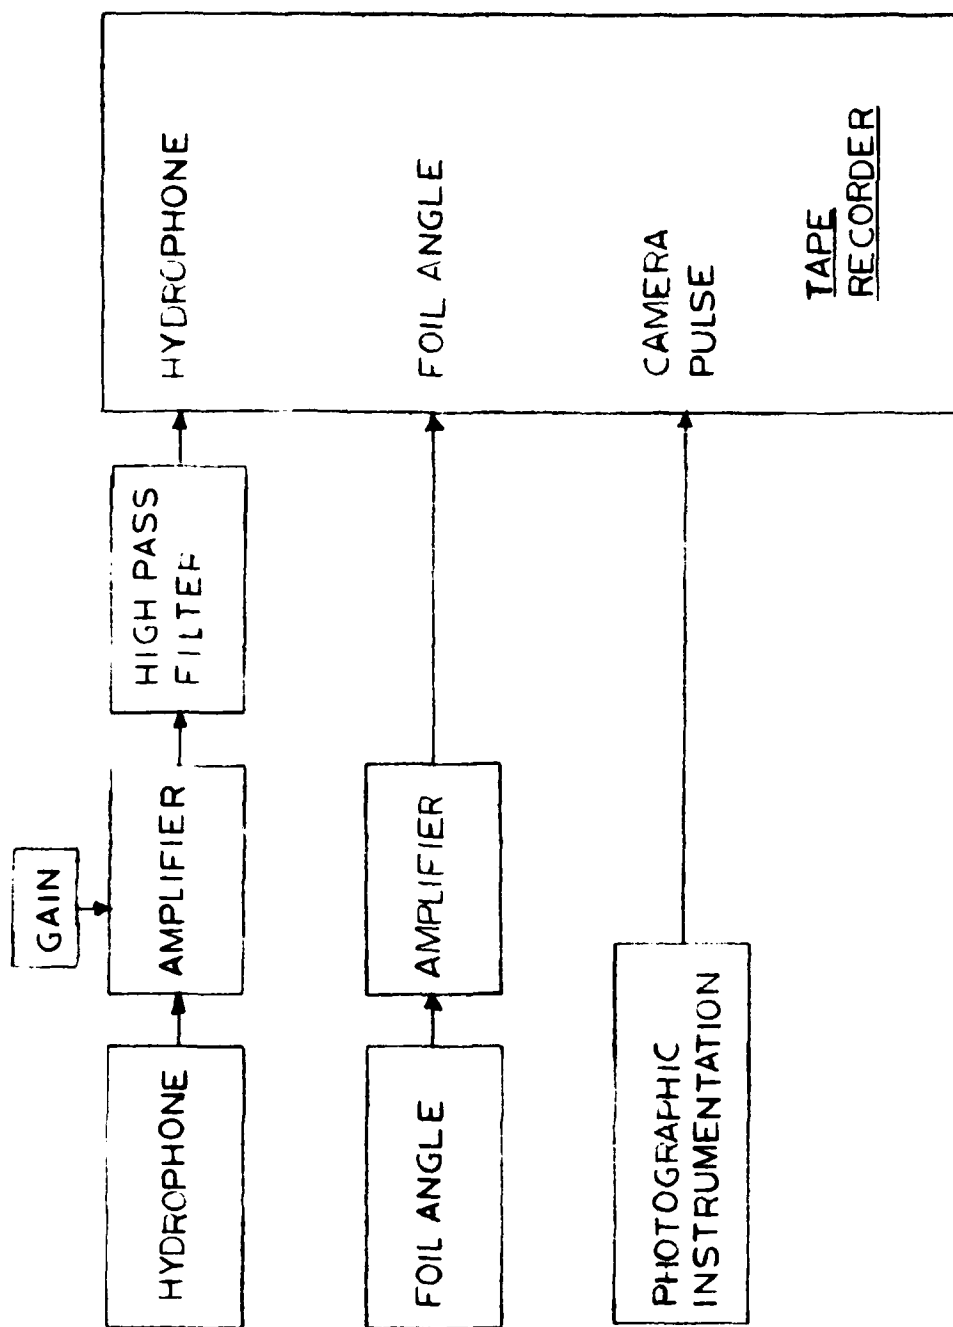 GAIN
HYDROPHONE
AMPLIFIER
HIGH PASS
FILTER
HYDROPHONE
FOIL ANGLE
AMPLIFIER
FOIL ANGLE
PHOTOGRAPHIC
INSTRUMENTATION
CAMERA
PULSE
TAPE
RECORDER